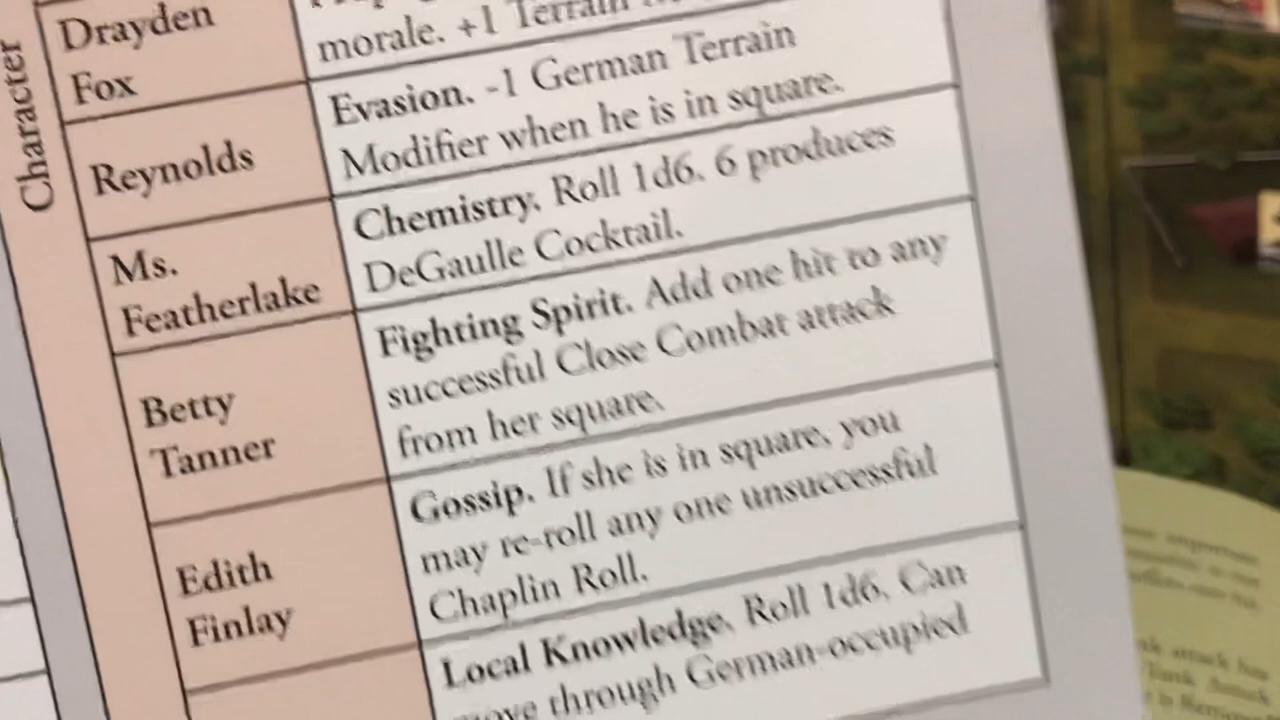 Character
Drayden
Fox
morale. +1 Terrain
Reynolds
Evasion. -1 German Terrain
Modifier when he is in square.
Ms.
Featherlake
Chemistry. Roll 1d6. 6 produces
DeGaulle Cocktail.
Betty
Tanner
Fighting Spirit. Add one hit to any
successful Close Combat attack
from her square.
Edith
Finlay
Gossip. If she is in square, you
may re-roll any one unsuccessful
Chaplin Roll.
Local Knowledge. Roll 1d6. Can
move through German-occupied